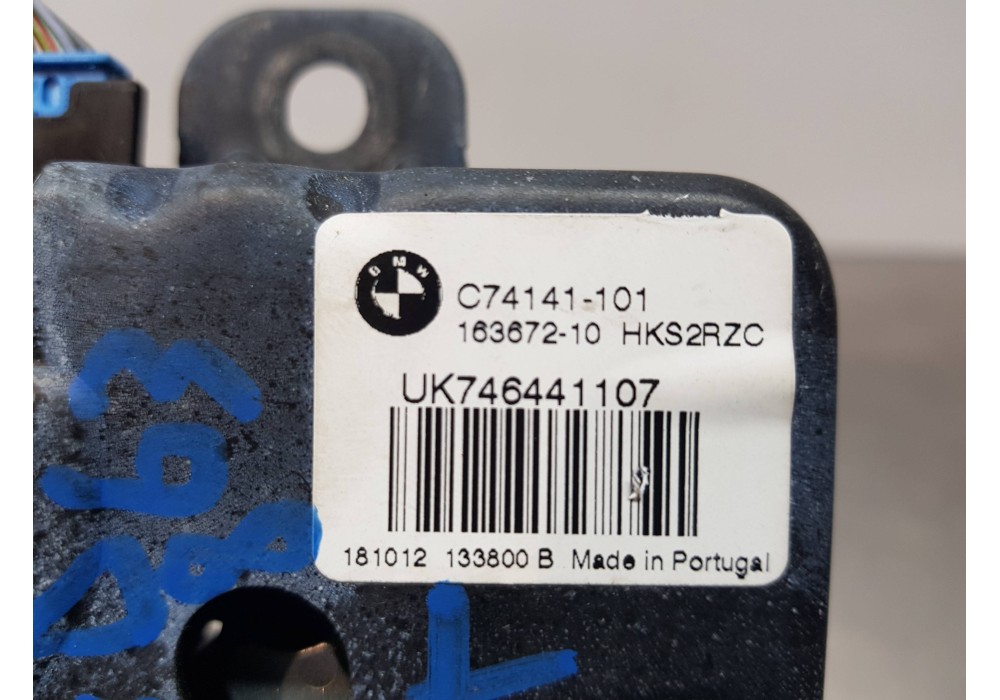 BMW
C74141-101
163672-10 HKS2RZC
UK746441107
181012 133800 B Made in Portugal